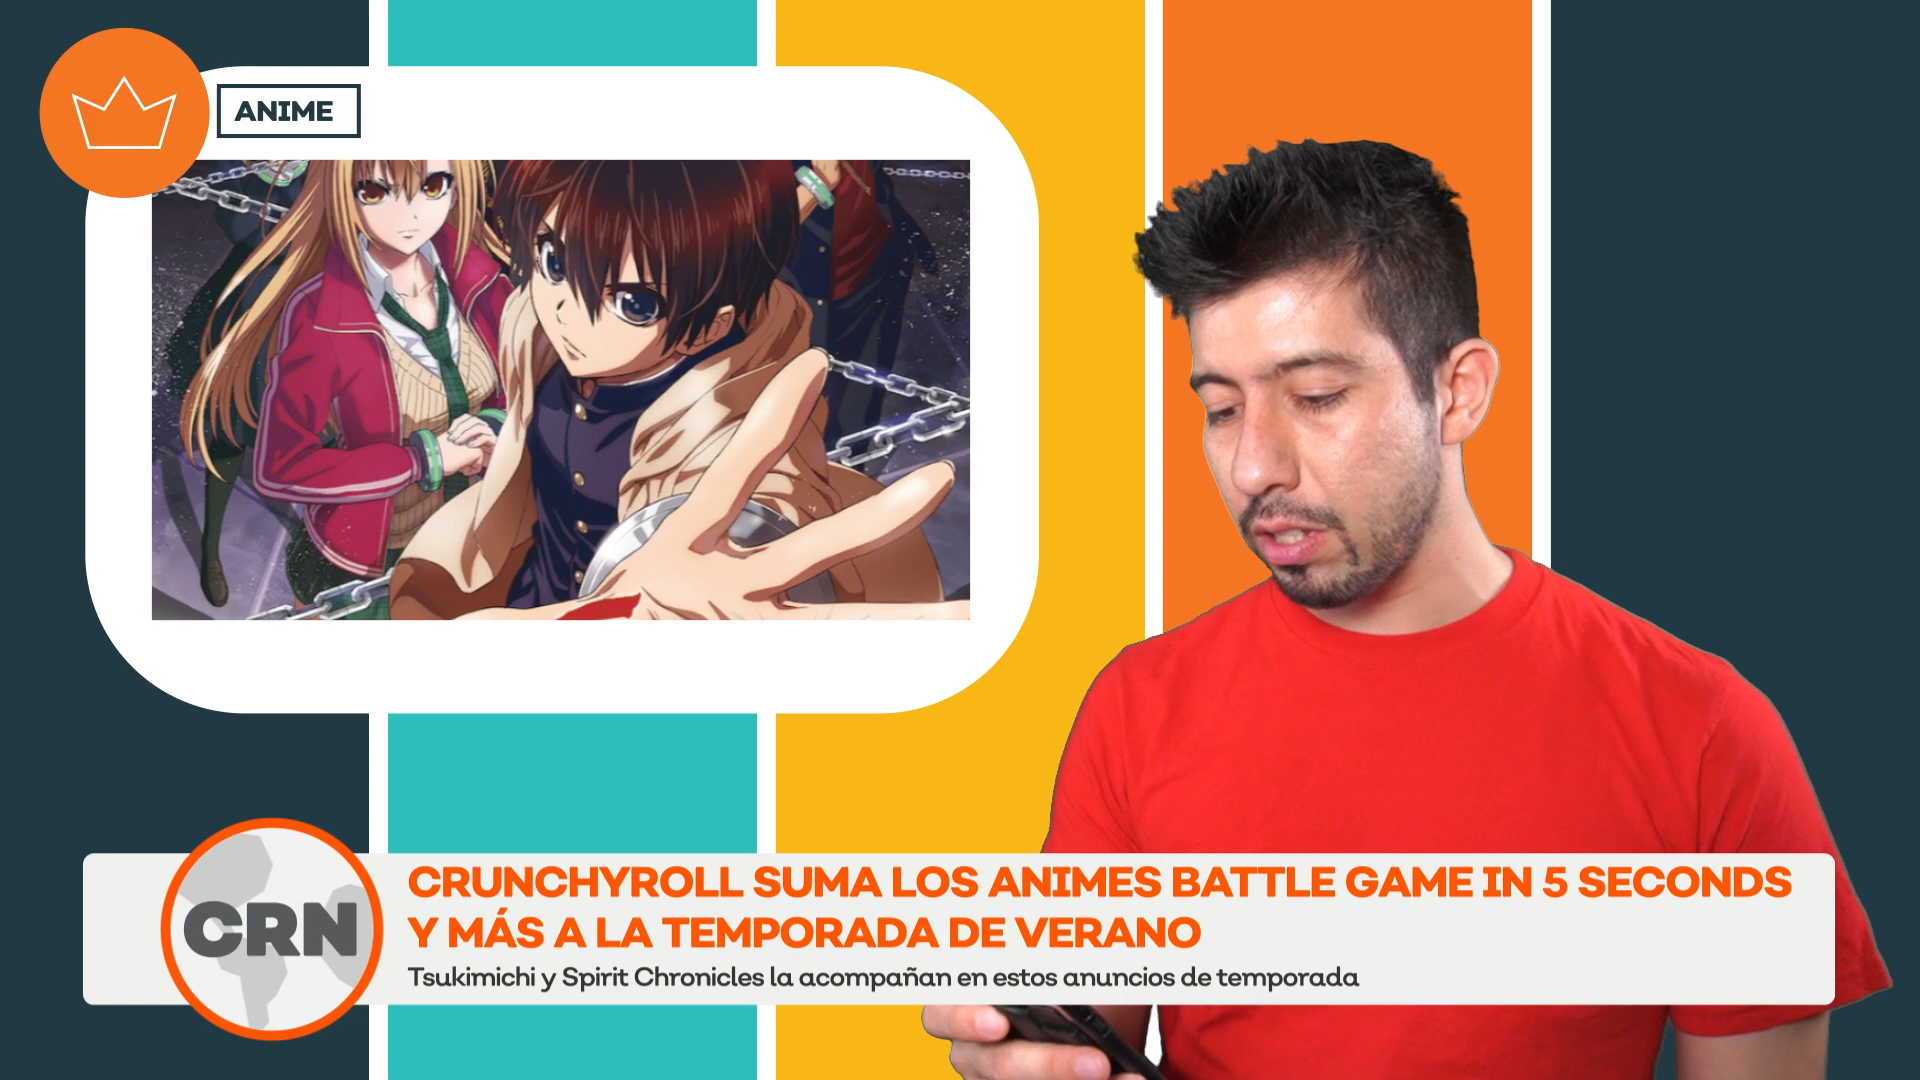 ANIME
CRUNCHYROLL SUMA LOS ANIMES BATTLE GAME IN 5 SECONDS
Y MÁS A LA TEMPORADA DE VERANO
CRN
Tsukimichi y Spirit Chronicles la acompañan en estos anuncios de temporada